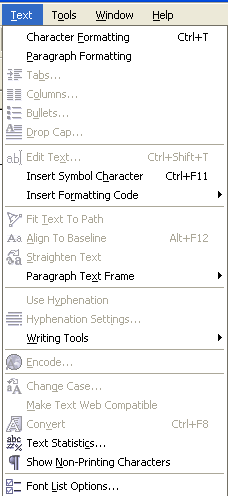 Text Tools Window Help
Character Formatting Ctrl+T
Paragraph Formatting
Tabs...
Columns...
Bullets...
Drop Cap...
Edit Text... Ctrl+Shift+T
Insert Symbol Character Ctrl+F11
Insert Formatting Code
Fit Text To Path
Align To Baseline Alt+F12
Straighten Text
Paragraph Text Frame
Use Hyphenation
Hyphenation Settings...
Writing Tools
Encode...
Change Case...
Make Text Web Compatible
Convert Ctrl+F8
Text Statistics...
Show Non-Printing Characters
Font List Options...